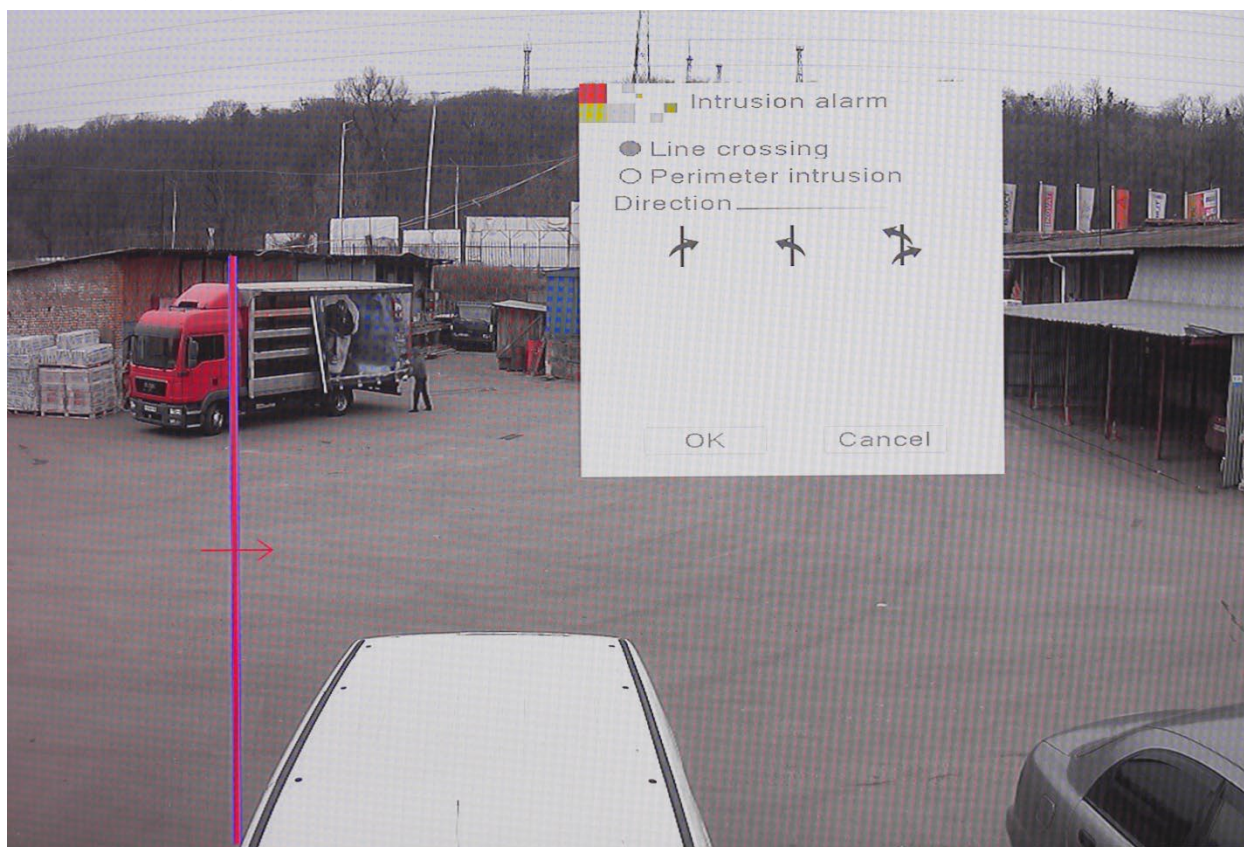 Intrusion alarm
Line crossing
Perimeter intrusion
Direction
OK
Cancel